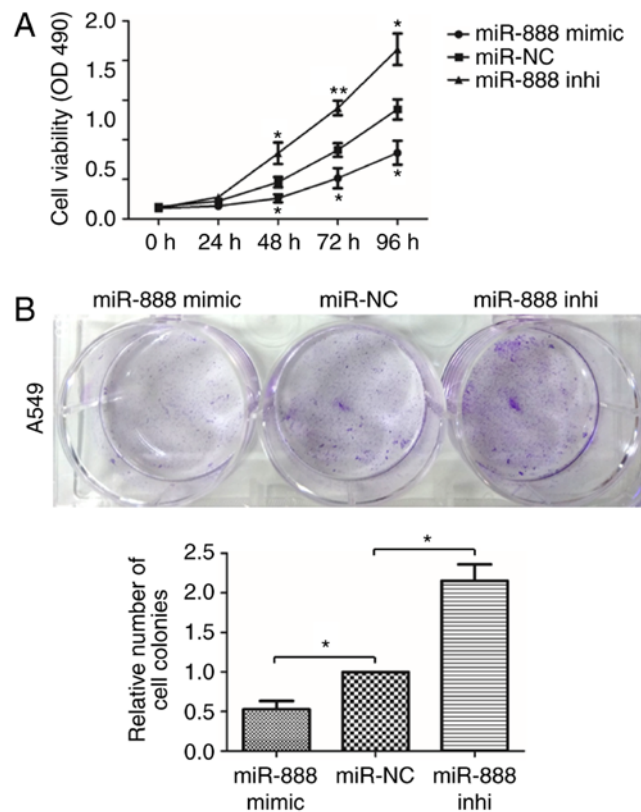 A
Cell viability (OD 490)
2.0
1.5
1.0
0.5
0.0
0 h 24 h 48 h 72 h 96 h
* ** *
* * *
miR-888 mimic
miR-NC
miR-888 inhi
B
miR-888 mimic miR-NC miR-888 inhi
A549
Relative number of
cell colonies
2.5
2.0
1.5
1.0
0.5
0.0
*
*
miR-888
mimic
miR-NC
miR-888
inhi